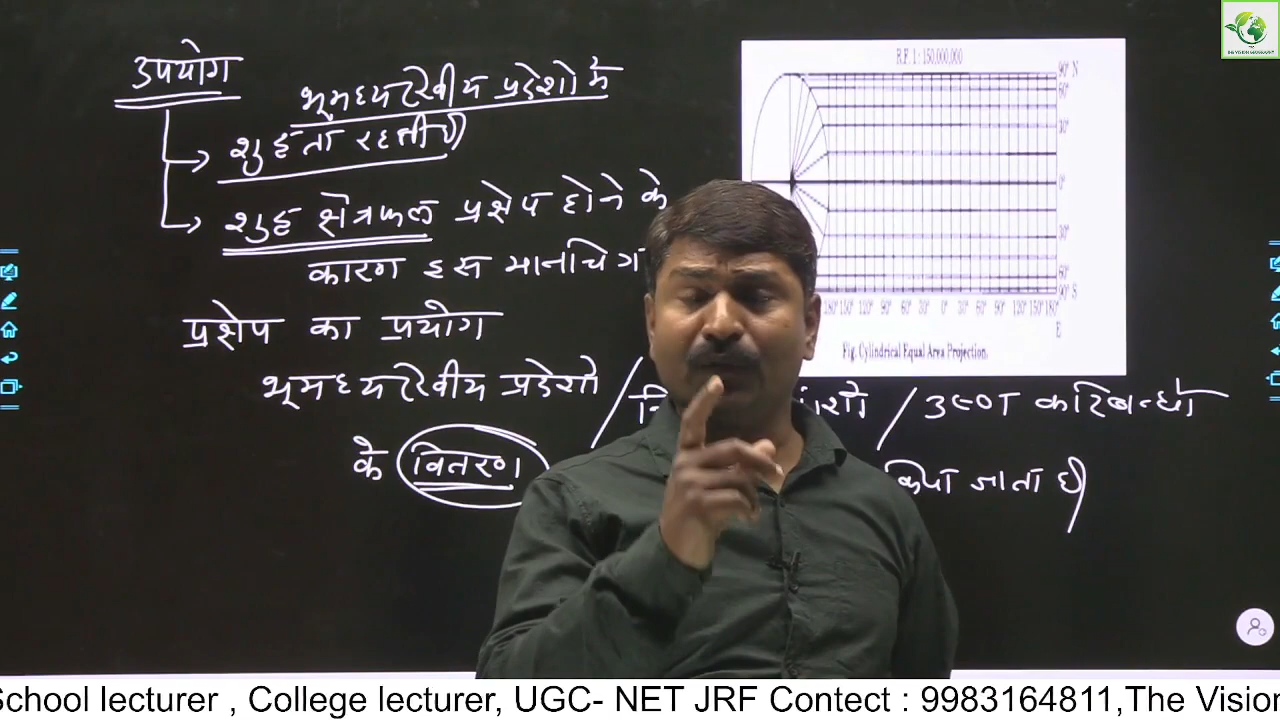 उपयोग
भूमध्यरेखीय प्रदेशों में
शुद्धता रहती है
शुद्ध क्षेत्रफल प्रक्षेप होने के
कारण इस मानचित्र
प्रक्षेप का प्रयोग
भूमध्यरेखीय प्रदेशों /
/ उष्ण कटिबन्धों
के वितरण
किया जाता है
R.F. 1 : 150,000,000
90° N
60°
30°
0°
30°
60°
90° S
180° 150° 120° 90° 60° 30° 0° 30° 60° 90° 120° 150° 180°
E
Fig. Cylindrical Equal Area Projection.
THE VISION GEOGRAPHY
School lecturer , College lecturer, UGC- NET JRF Contect : 9983164811,The Vision